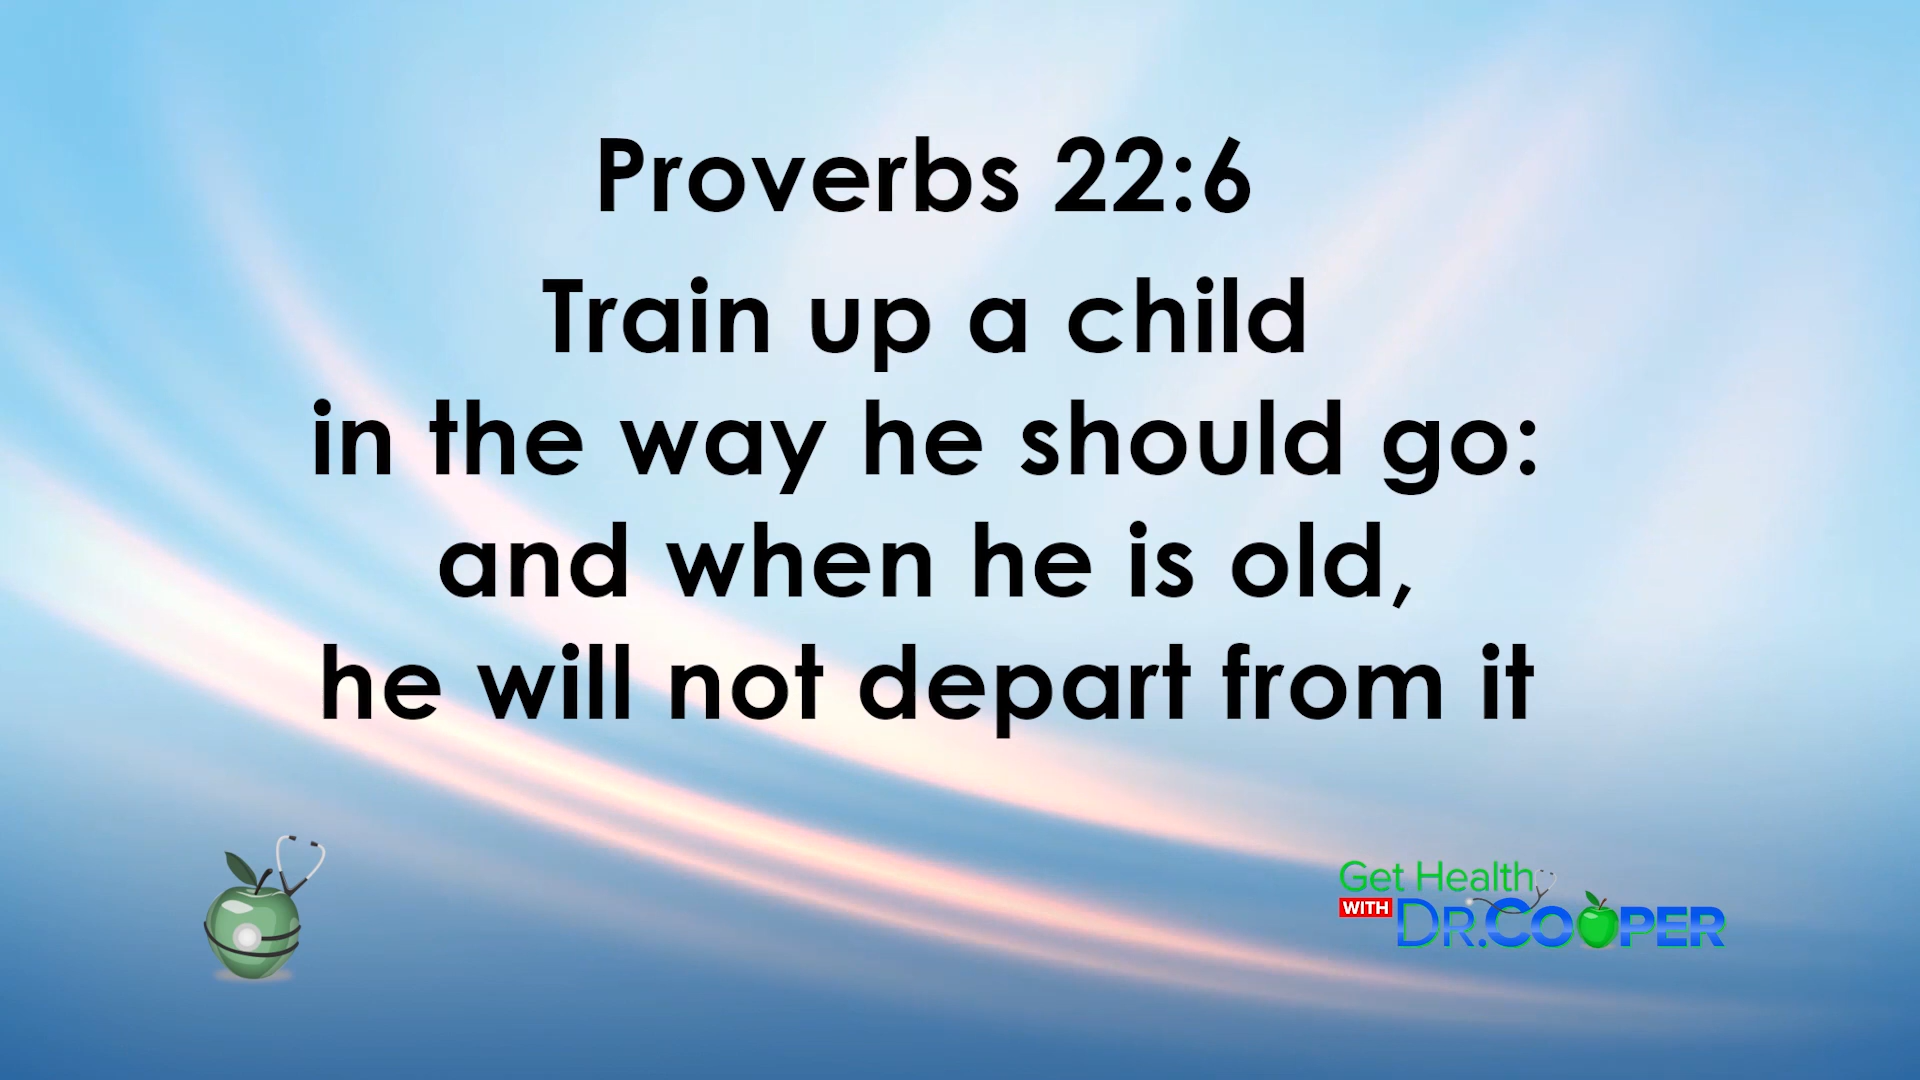 Proverbs 22:6
Train up a child
in the way he should go:
and when he is old,
he will not depart from it
Get Health
WITH
DR.COOPER